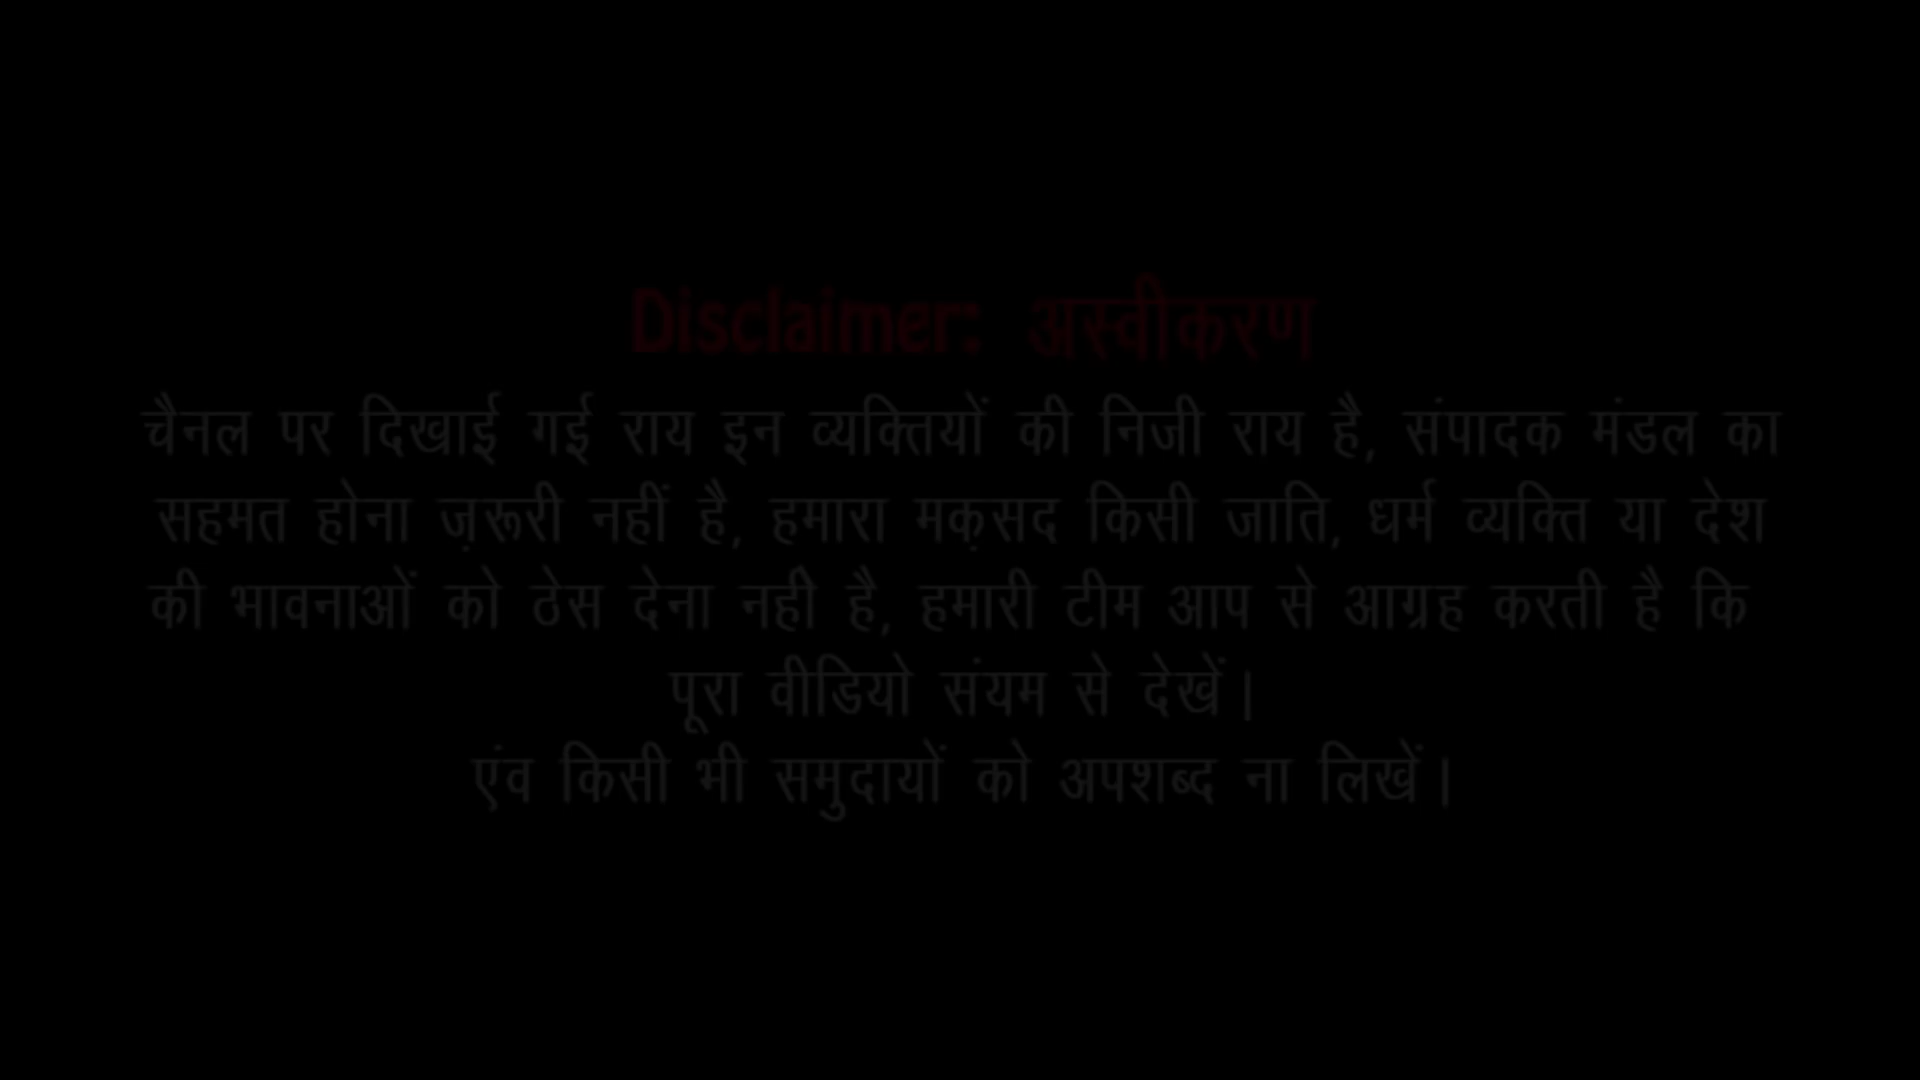 Disclaimer: अस्वीकरण
चैनल पर दिखाई गई राय इन व्यक्तियों की निजी राय है, संपादक मंडल का
सहमत होना ज़रूरी नहीं है, हमारा मक़सद किसी जाति, धर्म व्यक्ति या देश
की भावनाओं को ठेस देना नहीं है, हमारी टीम आप से आग्रह करती है कि
पूरा वीडियो संयम से देखें।
एंव किसी भी समुदायों को अपशब्द ना लिखें।